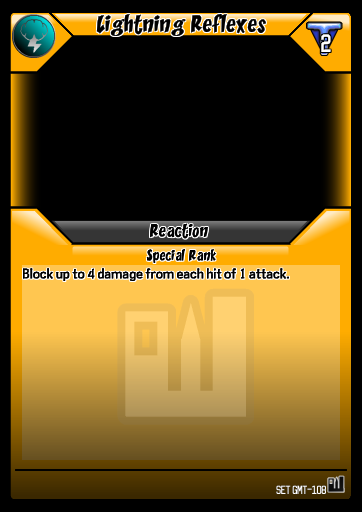 Lightning Reflexes
2
Reaction
Special Rank
Block up to 4 damage from each hit of 1 attack.
SET GMT-108